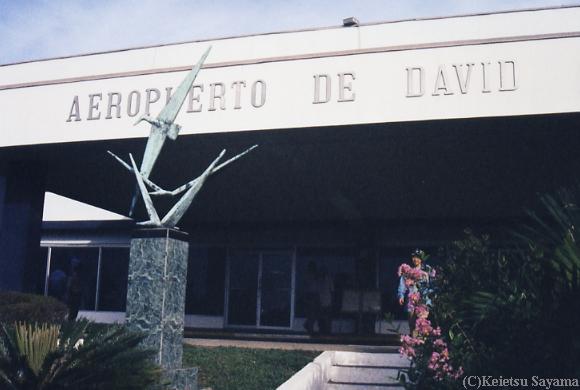 AEROPUERTO DE DAVID
(C)Keietsu Sayama